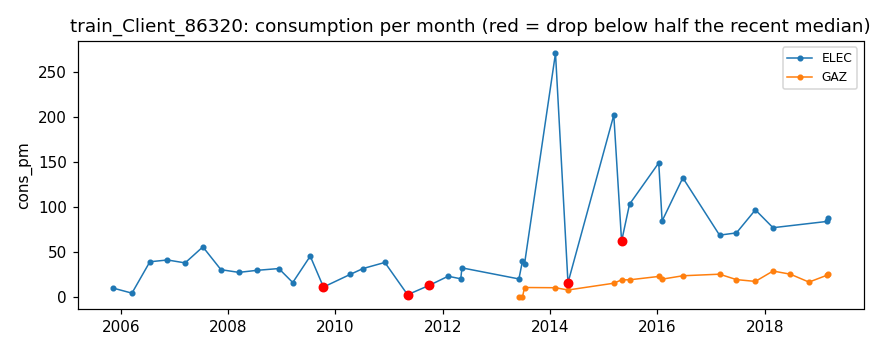 train_Client_86320: consumption per month (red = drop below half the recent median)
ELEC
GAZ
cons_pm
250
200
150
100
50
0
2006 2008 2010 2012 2014 2016 2018